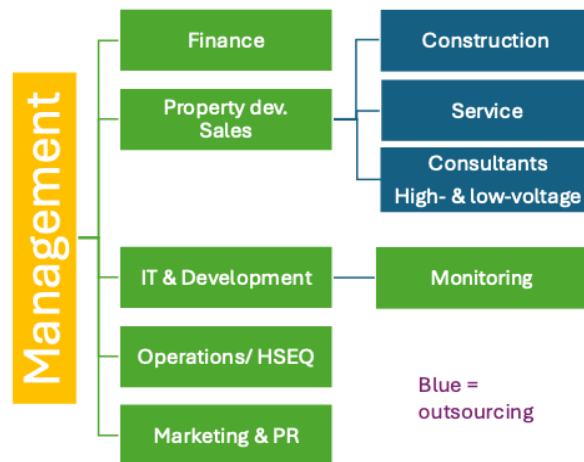 Management
Finance
Property dev.
Sales
Construction
Service
Consultants
High- & low-voltage
IT & Development
Monitoring
Operations/ HSEQ
Marketing & PR
Blue =
outsourcing